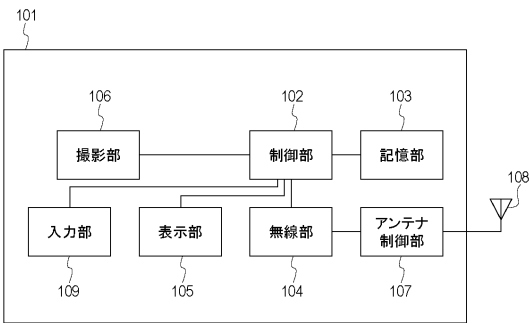 101
106
102
103
撮影部
制御部
記憶部
108
入力部
表示部
無線部
アンテナ
制御部
109
105
104
107